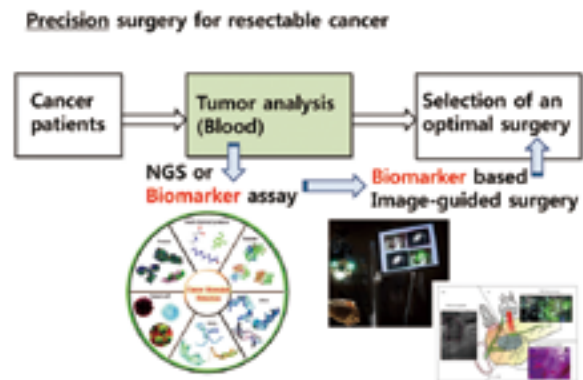 Precision surgery for resectable cancer
Cancer
patients
Tumor analysis
(Blood)
Selection of an
optimal surgery
NGS or
Biomarker assay
Biomarker based
Image-guided surgery